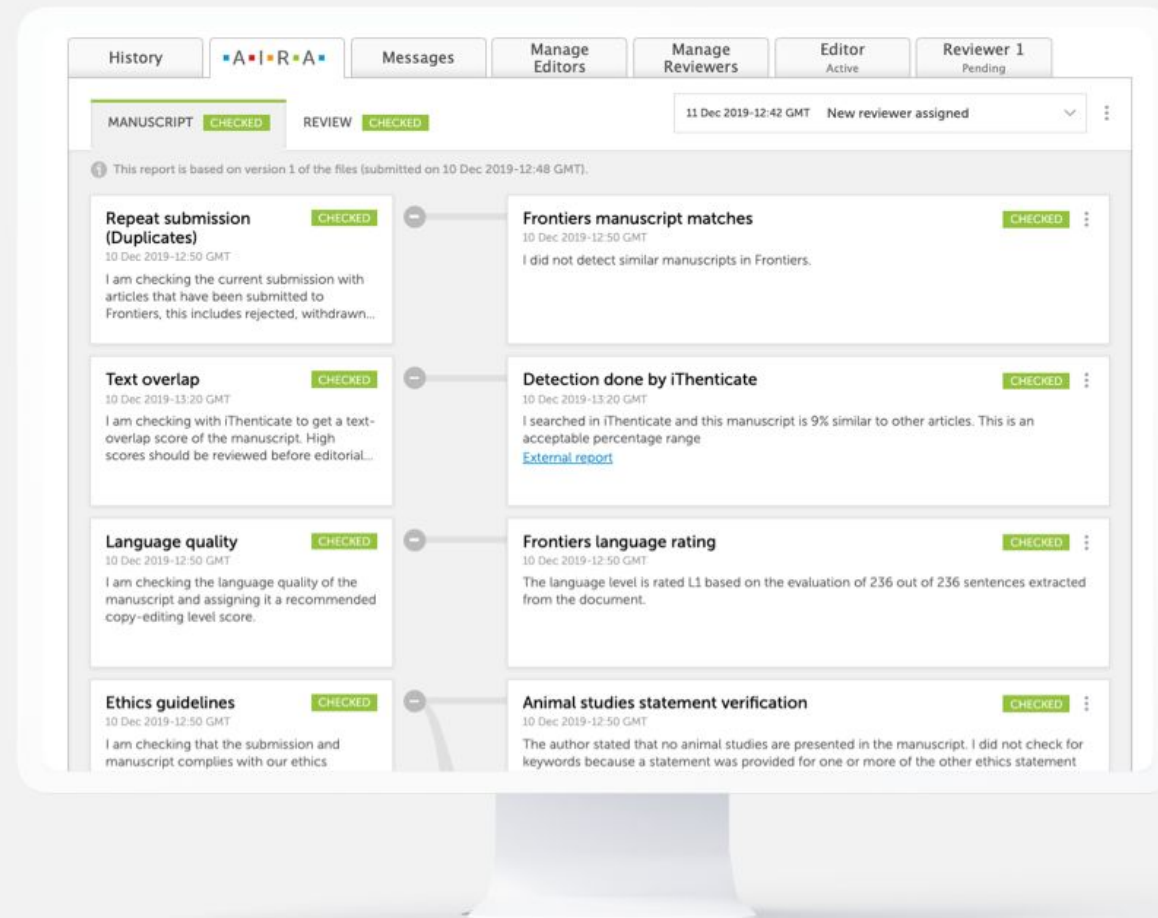 History
A I R A
Messages
Manage
Editors
Manage
Reviewers
Editor
Active
Reviewer 1
Pending
MANUSCRIPT CHECKED REVIEW CHECKED
11 Dec 2019-12:42 GMT New reviewer assigned
This report is based on version 1 of the files (submitted on 10 Dec 2019-12:48 GMT).
Repeat submission
(Duplicates)
CHECKED
10 Dec 2019-12:50 GMT
I am checking the current submission with
articles that have been submitted to
Frontiers, this includes rejected, withdrawn...
Frontiers manuscript matches
CHECKED
10 Dec 2019-12:50 GMT
I did not detect similar manuscripts in Frontiers.
Text overlap
CHECKED
10 Dec 2019-13:20 GMT
I am checking with iThenticate to get a text-
overlap score of the manuscript. High
scores should be reviewed before editorial...
Detection done by iThenticate
CHECKED
10 Dec 2019-13:20 GMT
I searched in iThenticate and this manuscript is 9% similar to other articles. This is an
acceptable percentage range
External report
Language quality
CHECKED
10 Dec 2019-12:50 GMT
I am checking the language quality of the
manuscript and assigning it a recommended
copy-editing level score.
Frontiers language rating
CHECKED
10 Dec 2019-12:50 GMT
The language level is rated L1 based on the evaluation of 236 out of 236 sentences extracted
from the document.
Ethics guidelines
CHECKED
10 Dec 2019-12:50 GMT
I am checking that the submission and
manuscript complies with our ethics
Animal studies statement verification
CHECKED
10 Dec 2019-12:50 GMT
The author stated that no animal studies are presented in the manuscript. I did not check for
keywords because a statement was provided for one or more of the other ethics statement